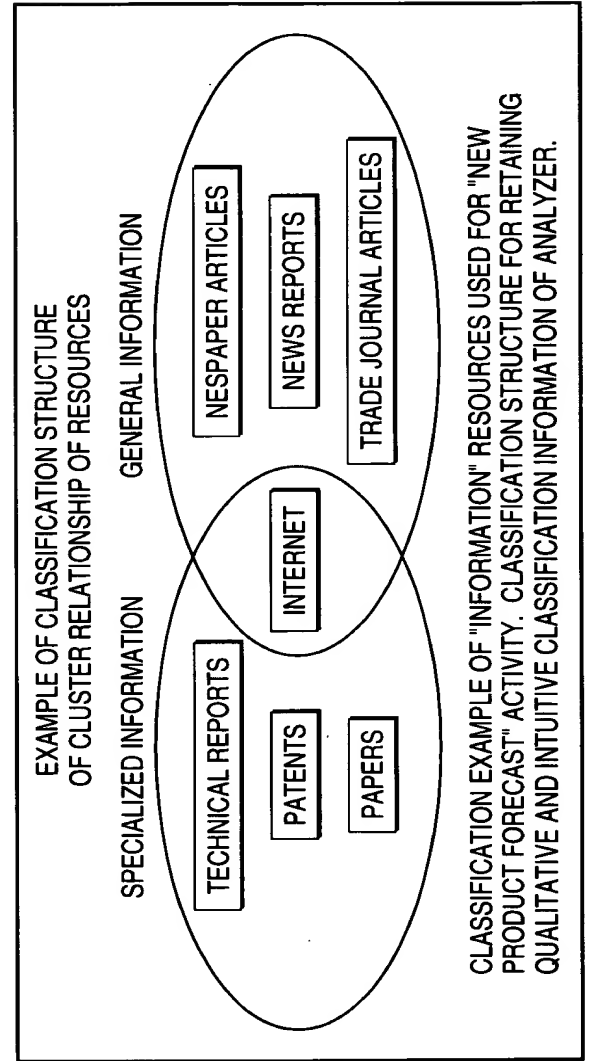 EXAMPLE OF CLASSIFICATION STRUCTURE
OF CLUSTER RELATIONSHIP OF RESOURCES
SPECIALIZED INFORMATION
GENERAL INFORMATION
TECHNICAL REPORTS
PATENTS
PAPERS
INTERNET
NESPAPER ARTICLES
NEWS REPORTS
TRADE JOURNAL ARTICLES
CLASSIFICATION EXAMPLE OF "INFORMATION" RESOURCES USED FOR "NEW
PRODUCT FORECAST" ACTIVITY. CLASSIFICATION STRUCTURE FOR RETAINING
QUALITATIVE AND INTUITIVE CLASSIFICATION INFORMATION OF ANALYZER.